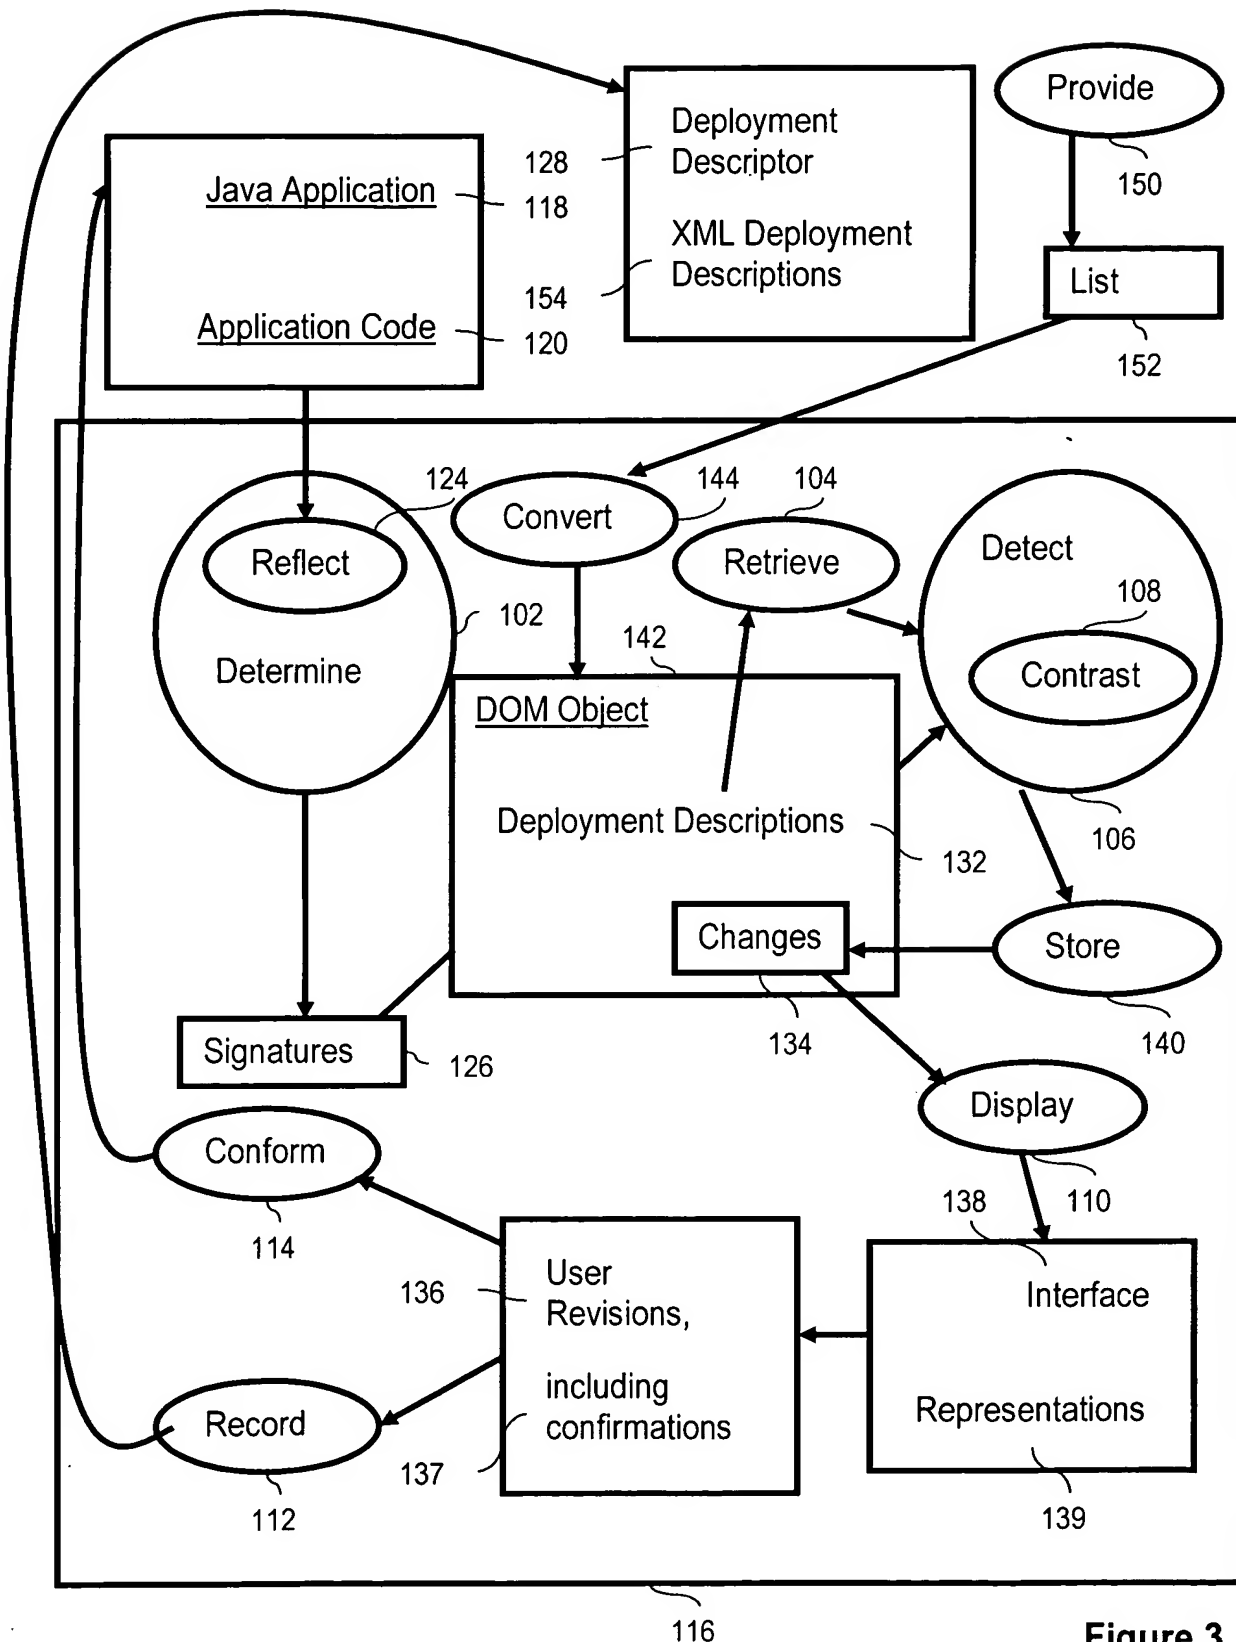 Provide
150
Deployment
Descriptor
128
XML Deployment
Descriptions
154
Java Application
118
Application Code
120
List
152
124
Reflect
Determine
102
Convert
144
104
Retrieve
Detect
108
Contrast
106
142
DOM Object
Deployment Descriptions
132
Changes
134
Store
140
Signatures
126
Display
110
Conform
114
138
Interface
Representations
139
User
Revisions,
136
including
confirmations
137
Record
112
116
Figure 3